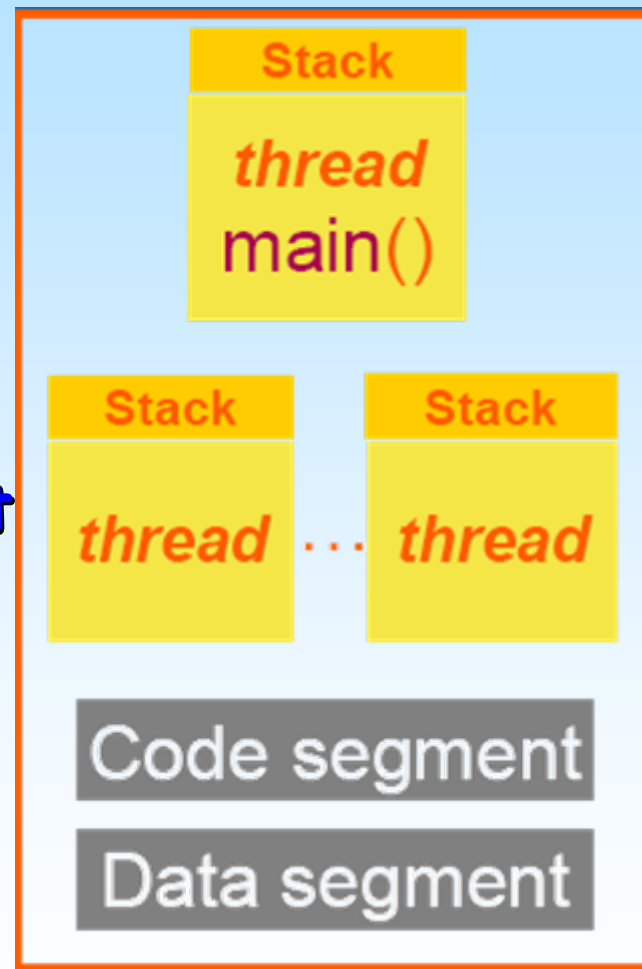 Stack
thread
main()
Stack Stack
thread ... thread
Code segment
Data segment